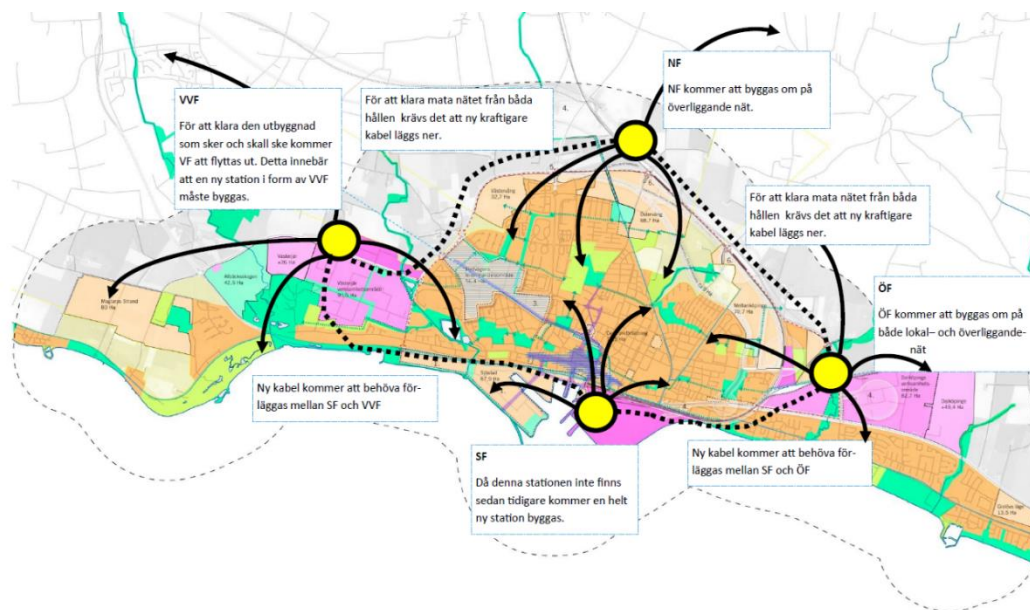 VVF
För att klara den utbyggnad
som sker och skall ske kommer
VF att flyttas ut. Detta innebär
att en ny station i form av VVF
måste byggas.
För att klara mata nätet från båda
hållen krävs det att ny kraftigare
kabel läggs ner.
NF
NF kommer att byggas om på
överliggande nät.
För att klara mata nätet från båda
hållen krävs det att ny kraftigare
kabel läggs ner.
ÖF
ÖF kommer att byggas om på
både lokal– och överliggande-
nät
Ny kabel kommer att behöva för-
läggas mellan SF och VVF
SF
Då denna stationen inte finns
sedan tidigare kommer en helt
ny station byggas.
Ny kabel kommer att behöva för-
läggas mellan SF och ÖF
4.
6.
3.
4.